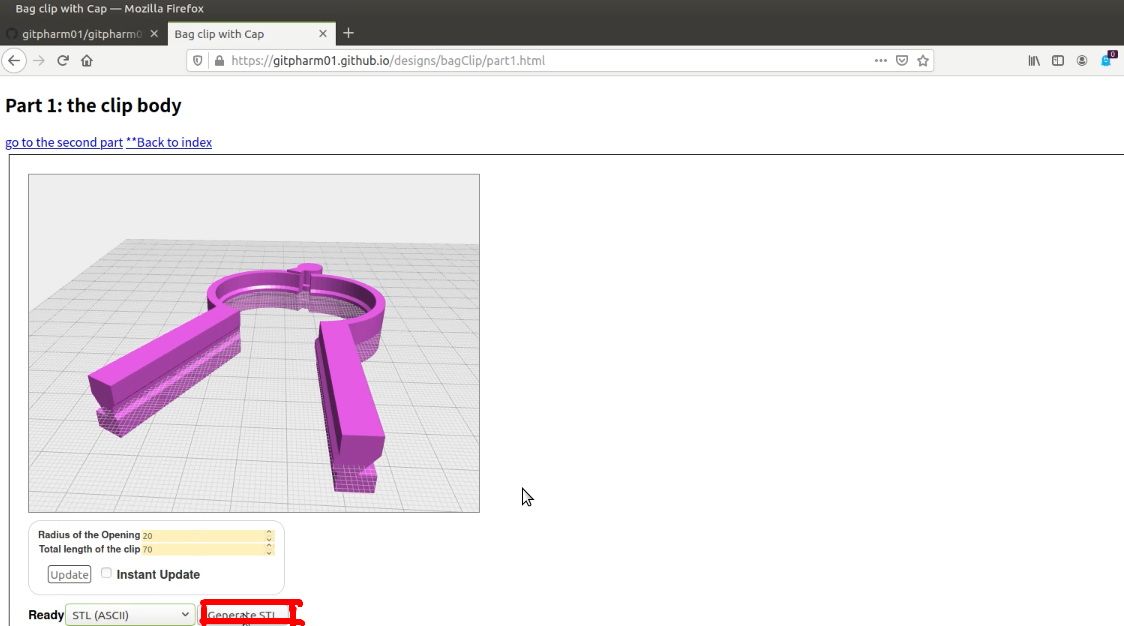 Bag clip with Cap — Mozilla Firefox
gitpharm01/gitpharm0
Bag clip with Cap
https://gitpharm01.github.io/designs/bagClip/part1.html
0
Part 1: the clip body
go to the second part **Back to index
Radius of the Opening 20
Total length of the clip 70
Update Instant Update
Ready STL (ASCII) Generate STL